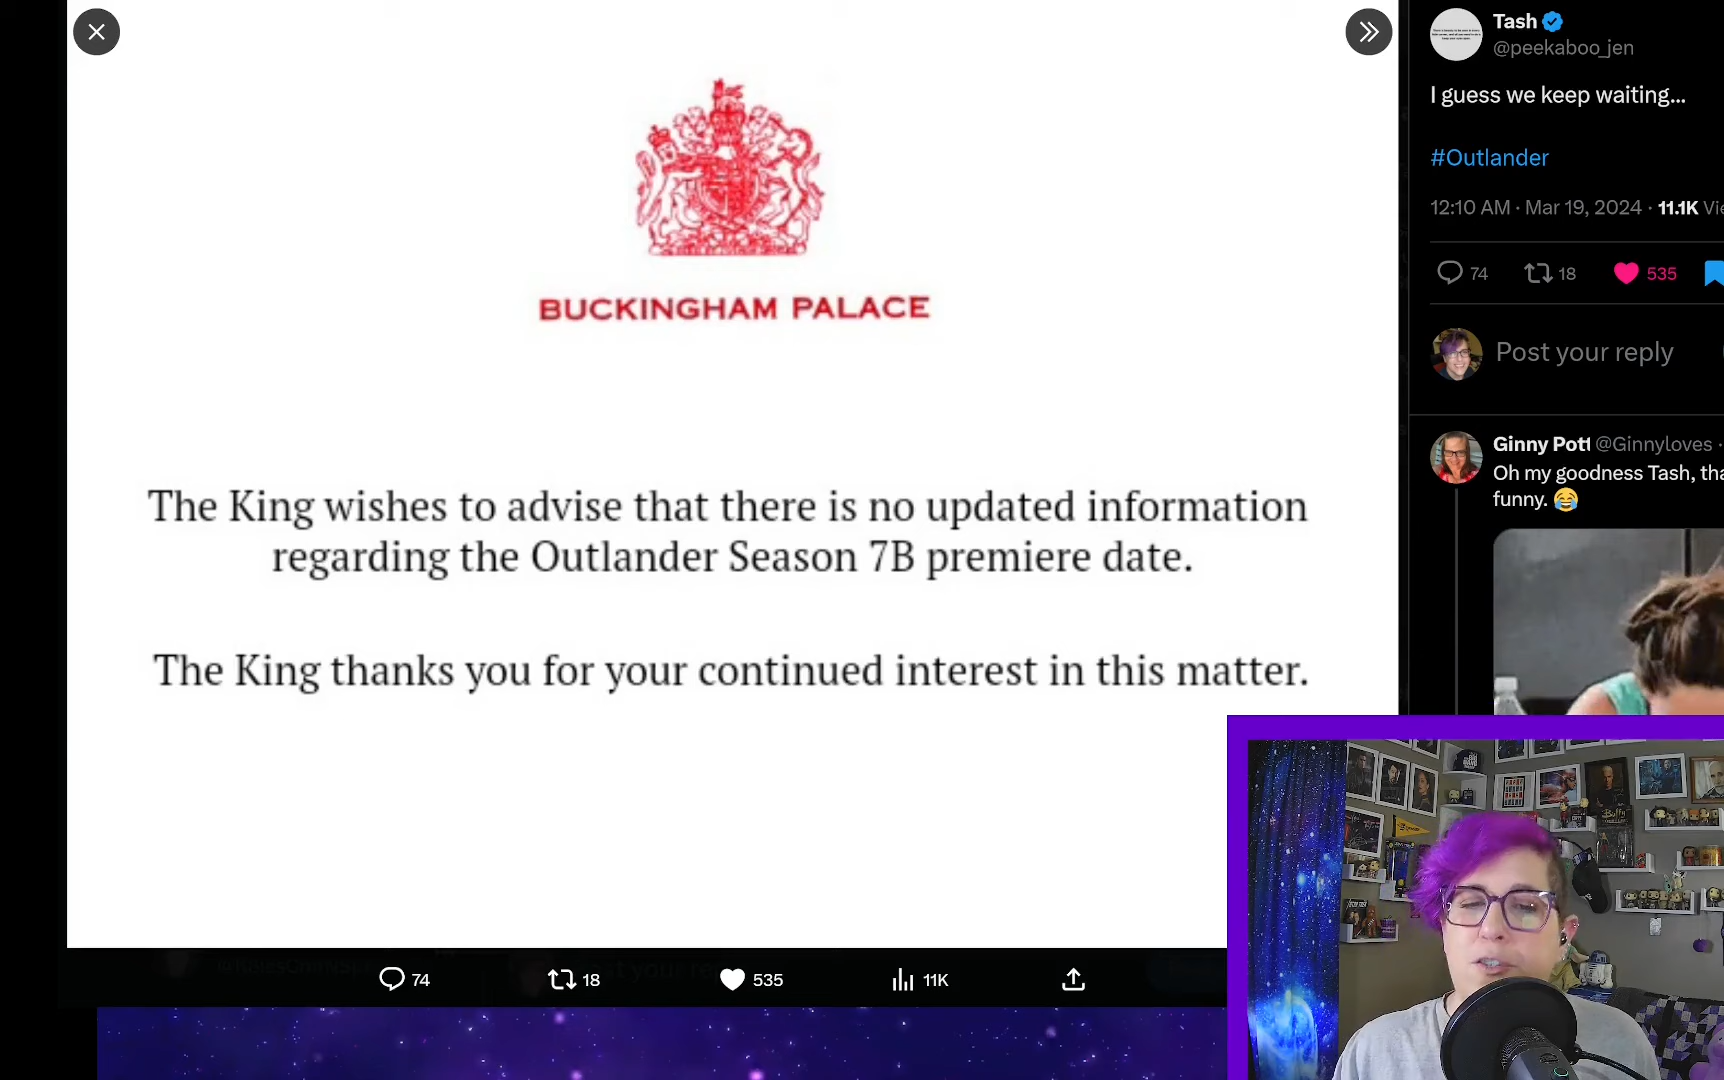 BUCKINGHAM PALACE
The King wishes to advise that there is no updated information
regarding the Outlander Season 7B premiere date.
The King thanks you for your continued interest in this matter.
74
18
535
11K
Tash
@peekaboo_jen
I guess we keep waiting...
#Outlander
12:10 AM · Mar 19, 2024 · 11.1K
74
18
535
Post your reply
Ginny Pott @Ginnyloves ·
Oh my goodness Tash,
funny. 😂